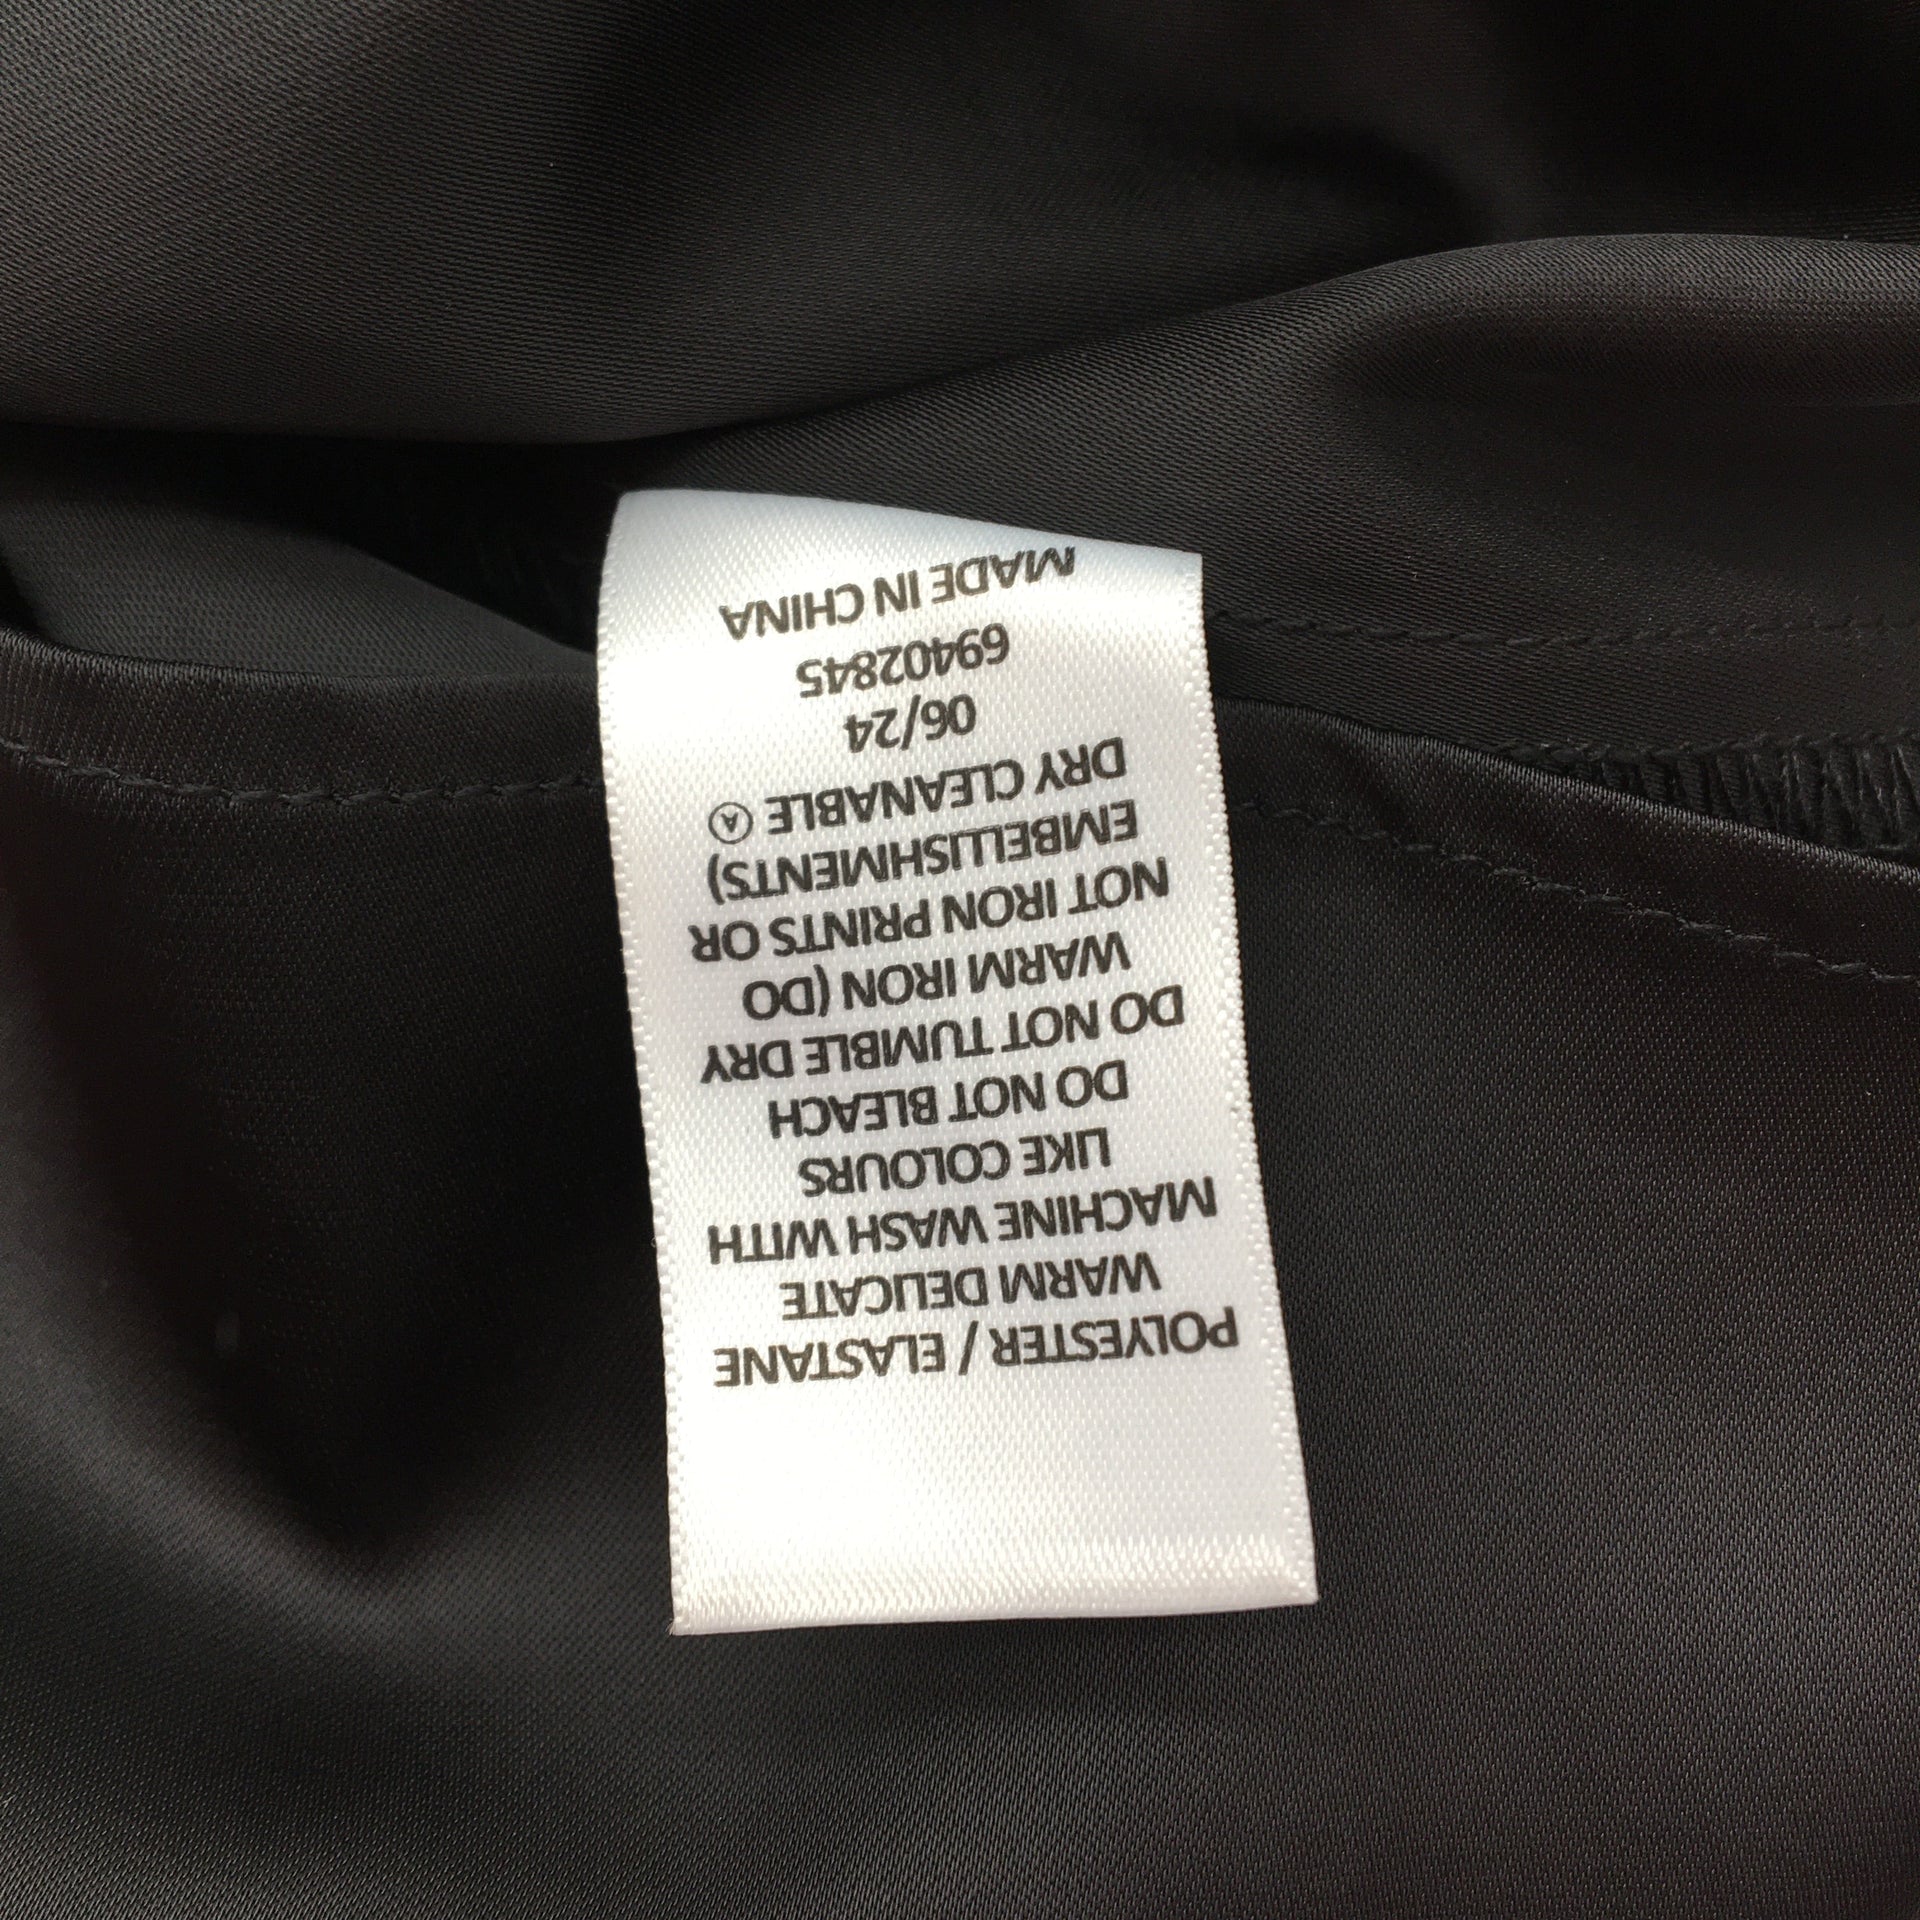 POLYESTER / ELASTANE
WARM DELICATE
MACHINE WASH WITH
LIKE COLOURS
DO NOT BLEACH
DO NOT TUMBLE DRY
WARM IRON (DO
NOT IRON PRINTS OR
EMBELLISHMENTS)
DRY CLEANABLE Ⓐ
06/24
69402845
MADE IN CHINA